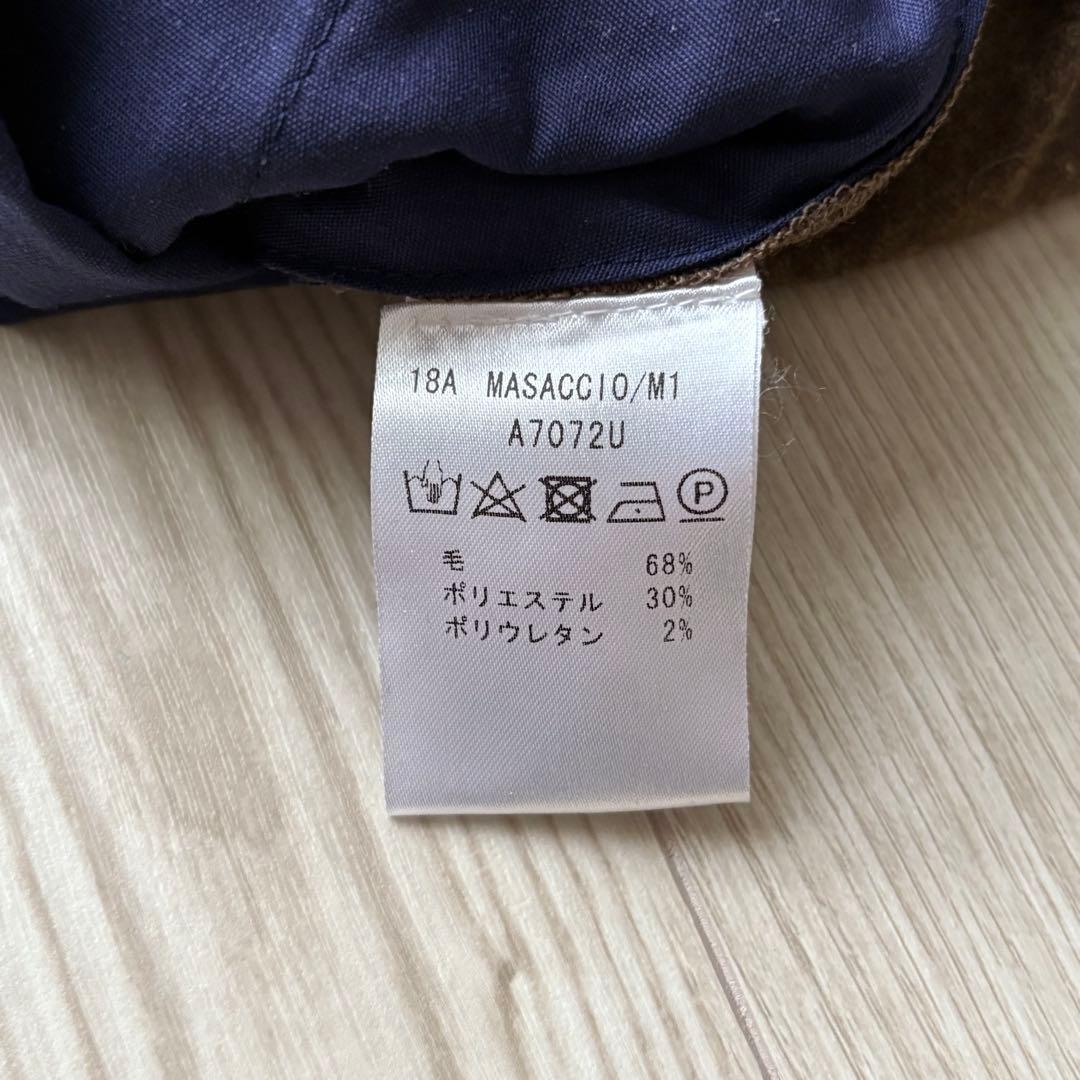 18A MASACCIO/M1
A7072U
P
毛 68%
ポリエステル 30%
ポリウレタン 2%